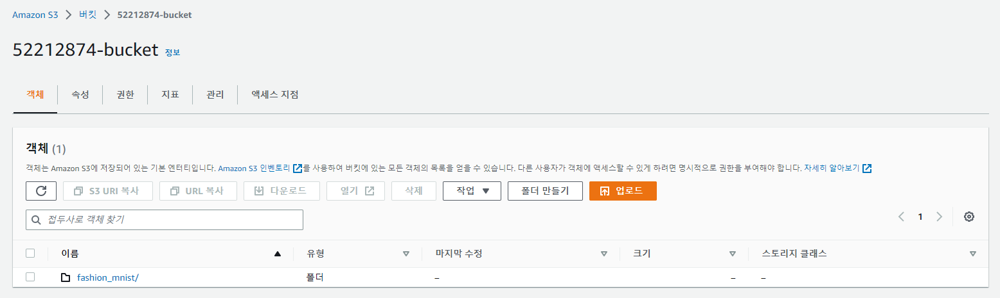 Amazon S3 > 버킷 > 52212874-bucket
52212874-bucket 정보
객체 속성 권한 지표 관리 액세스 지점
객체 (1)
객체는 Amazon S3에 저장되어 있는 기본 엔터티입니다. Amazon S3 인벤토리를 사용하여 버킷에 있는 모든 객체의 목록을 얻을 수 있습니다. 다른 사용자가 객체에 액세스할 수 있게 하려면 명시적으로 권한을 부여해야 합니다. 자세히 알아보기
S3 URI 복사 URL 복사 다운로드 열기 삭제 작업 폴더 만들기 업로드
접두사로 객체 찾기 < 1 >
이름 유형 마지막 수정 크기 스토리지 클래스
fashion_mnist/ 폴더 – – –